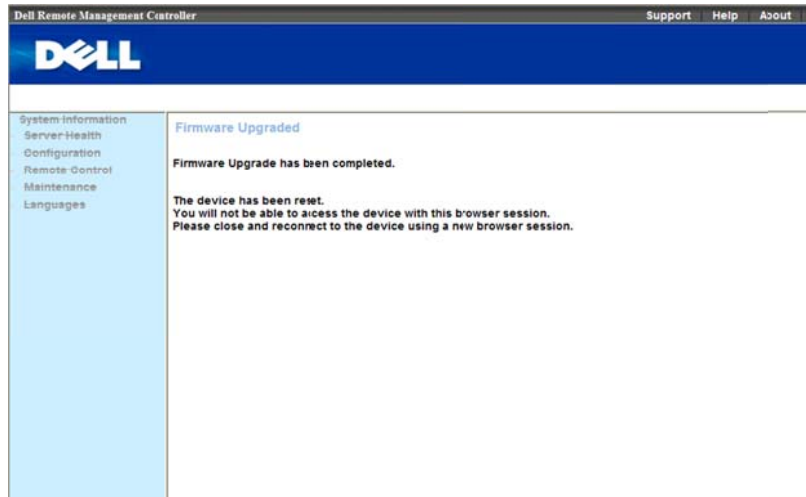 Dell Remote Management Controller
Support Help About
DELL
System Information
Server Health
Configuration
Remote Control
Maintenance
Languages
Firmware Upgraded
Firmware Upgrade has been completed.
The device has been reset.
You will not be able to access the device with this browser session.
Please close and reconnect to the device using a new browser session.